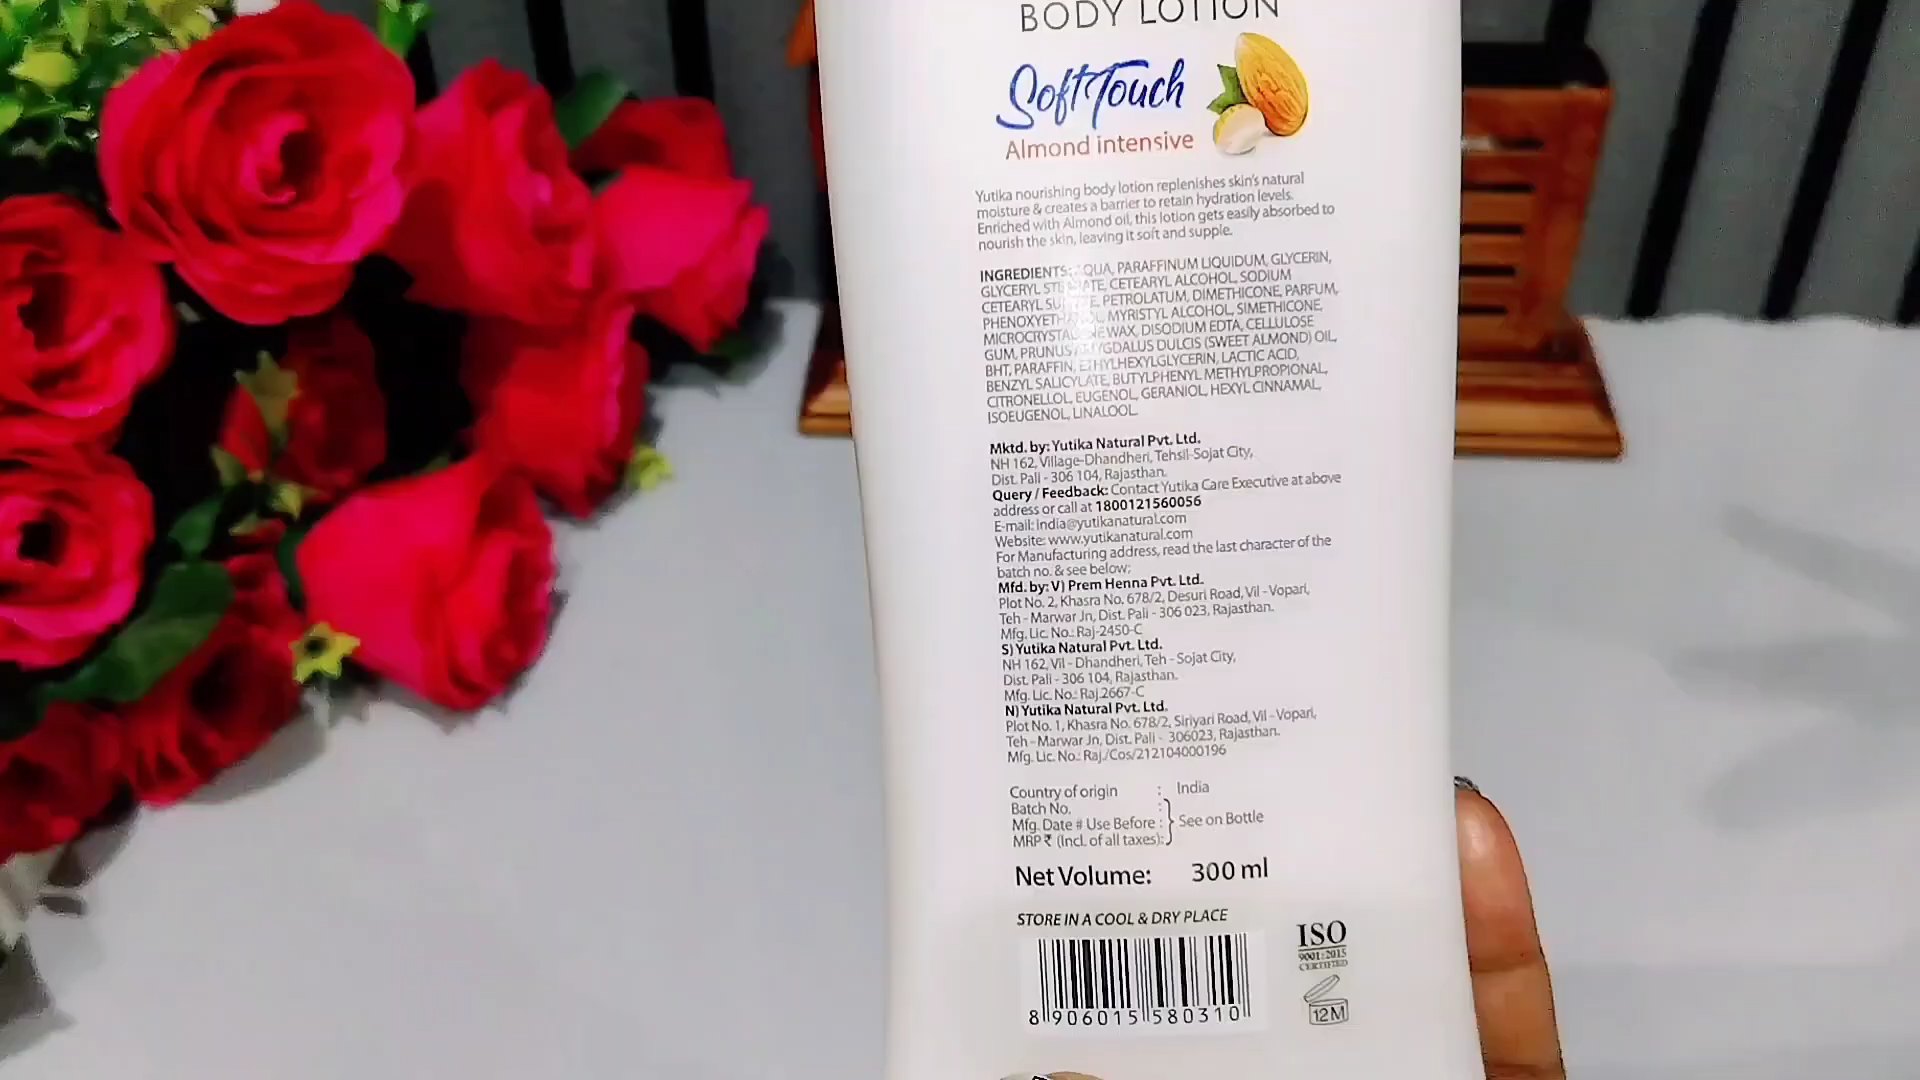 BODY LOTION
Soft Touch
Almond intensive
Yutika nourishing body lotion replenishes skin's natural
moisture & creates a barrier to retain hydration levels.
Enriched with Almond oil, this lotion gets easily absorbed to
nourish the skin, leaving it soft and supple.
INGREDIENTS: AQUA, PARAFFINUM LIQUIDUM, GLYCERIN,
GLYCERYL STEARATE, CETEARYL ALCOHOL, SODIUM
CETEARYL SULFATE, PETROLATUM, DIMETHICONE, PARFUM,
PHENOXYETHANOL, MYRISTYL ALCOHOL, SIMETHICONE,
MICROCRYSTALLINE WAX, DISODIUM EDTA, CELLULOSE
GUM, PRUNUS AMYGDALUS DULCIS (SWEET ALMOND) OIL,
BHT, PARAFFIN, ETHYLHEXYLGLYCERIN, LACTIC ACID,
BENZYL SALICYLATE, BUTYLPHENYL METHYLPROPIONAL,
CITRONELLOL, EUGENOL, GERANIOL, HEXYL CINNAMAL,
ISOEUGENOL, LINALOOL.
Mktd. by: Yutika Natural Pvt. Ltd.
NH 162, Village-Dhandheri, Tehsil-Sojat City,
Dist. Pali - 306 104, Rajasthan.
Query / Feedback: Contact Yutika Care Executive at above
address or call at 1800121560056
E-mail: india@yutikanatural.com
Website: www.yutikanatural.com
For Manufacturing address, read the last character of the
batch no. & see below;
Mfd. by: V) Prem Henna Pvt. Ltd.
Plot No. 2, Khasra No. 678/2, Desuri Road, Vil - Vopari,
Teh - Marwar Jn, Dist. Pali - 306 023, Rajasthan.
Mfg. Lic. No.: Raj-2450-C
S) Yutika Natural Pvt. Ltd.
NH 162, Vil - Dhandheri, Teh - Sojat City,
Dist. Pali - 306 104, Rajasthan.
Mfg. Lic. No.: Raj.2667-C
N) Yutika Natural Pvt. Ltd.
Plot No. 1, Khasra No. 678/2, Siriyari Road, Vil - Vopari,
Teh - Marwar Jn, Dist. Pali - 306023, Rajasthan.
Mfg. Lic. No.: Raj./Cos/212104000196
Country of origin : India
Batch No. :
Mfg. Date # Use Before : See on Bottle
MRP ₹ (Incl. of all taxes):
Net Volume: 300 ml
STORE IN A COOL & DRY PLACE
ISO
9001:2015
CERTIFIED
8 906015 580310
12M